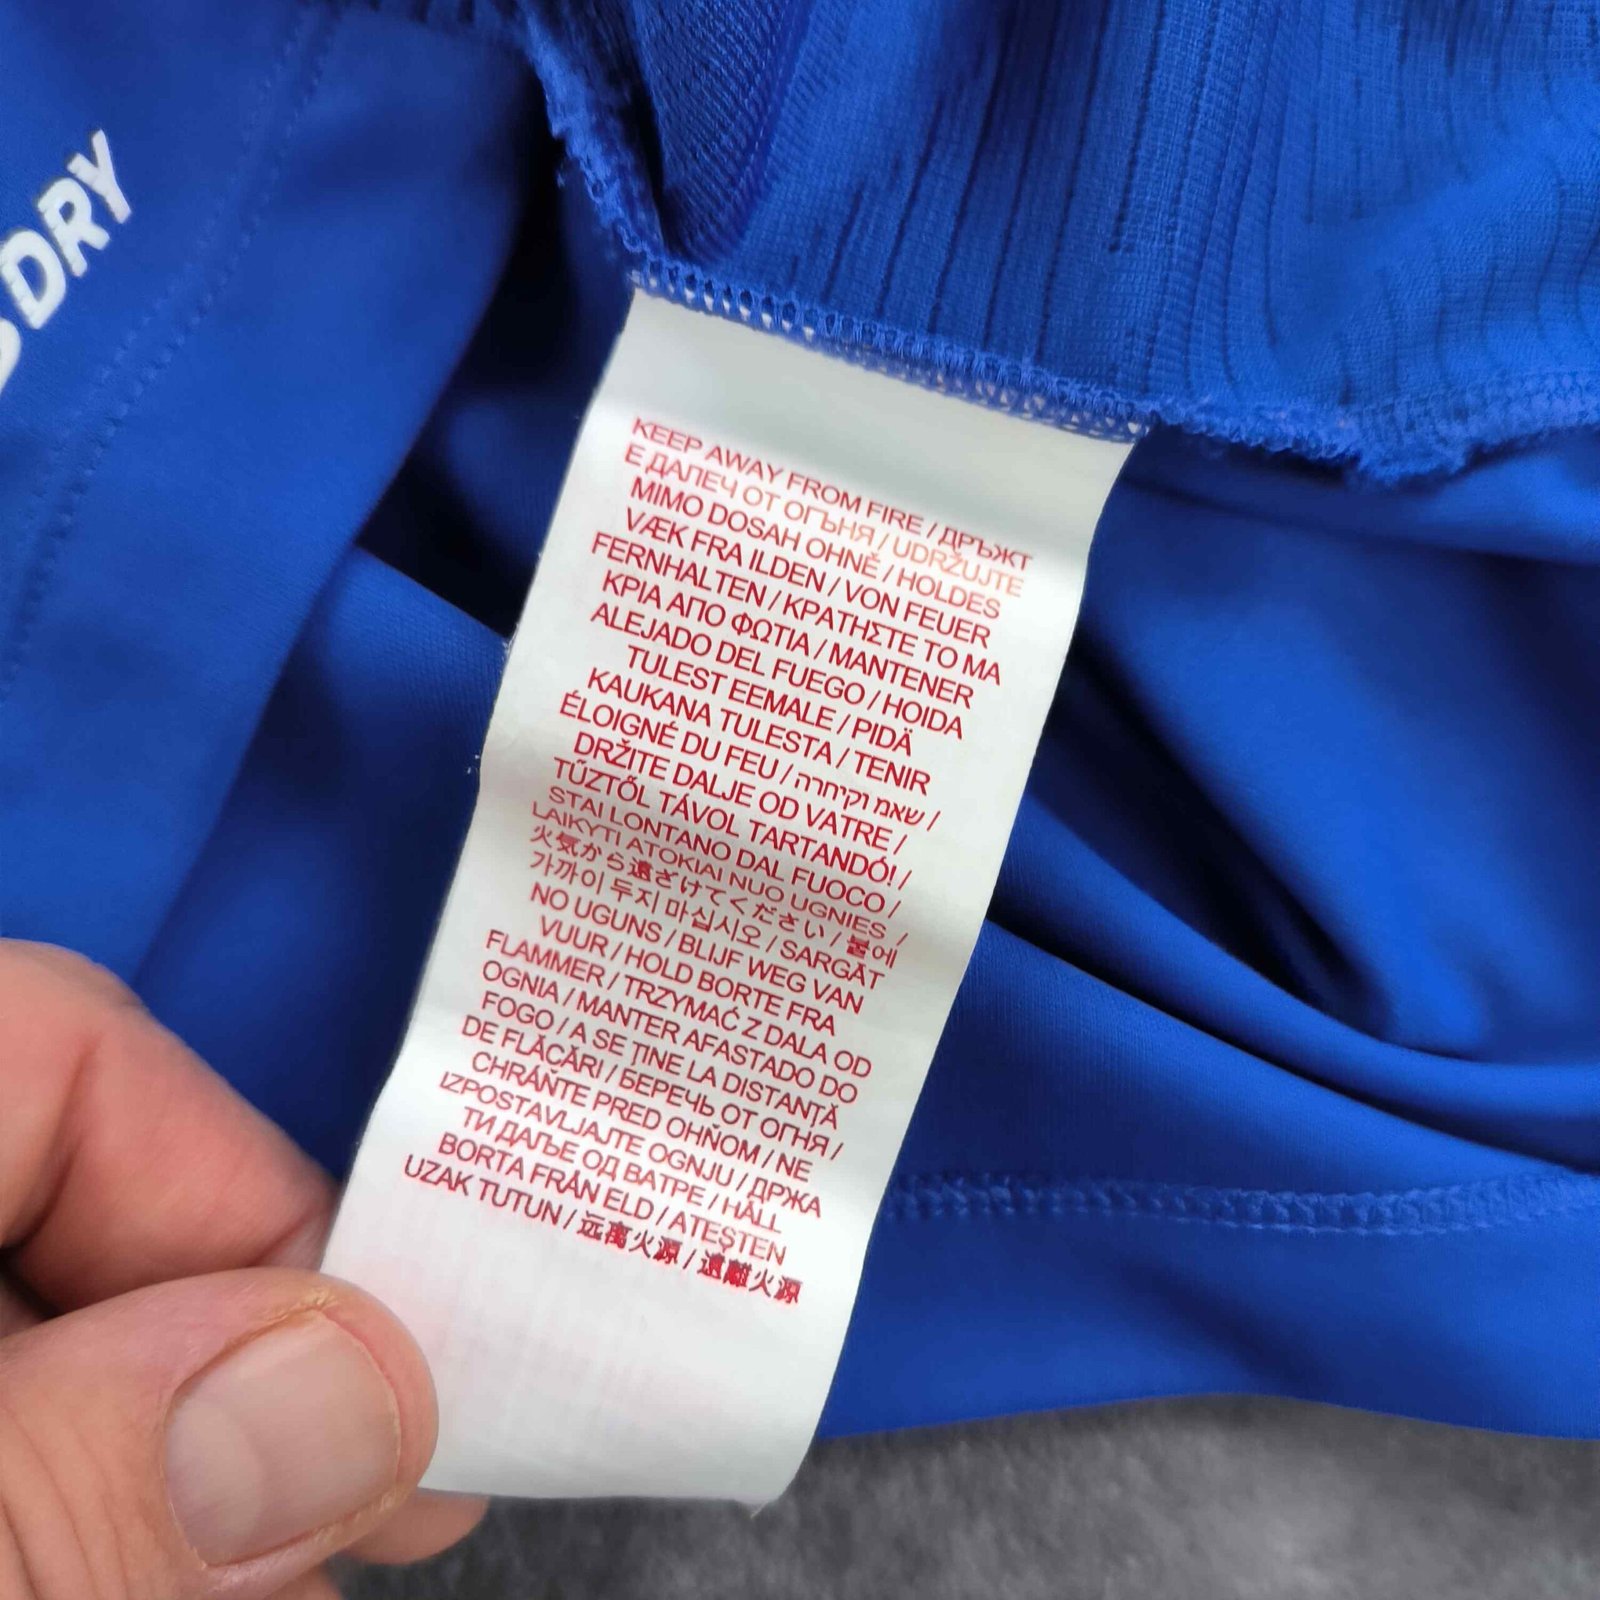 DRY
KEEP AWAY FROM FIRE / ДРЪЖТ
Е ДАЛЕЧ ОТ ОГЪНЯ / UDRŽUJTE
MIMO DOSAH OHNĚ / HOLDES
VÆK FRA ILDEN / VON FEUER
FERNHALTEN / ΚΡΑΤΗΣΤΕ ΤΟ ΜΑ
ΚΡΙΑ ΑΠΟ ΦΩΤΙΑ / MANTENER
ALEJADO DEL FUEGO / HOIDA
TULEST EEMALE / PIDÄ
KAUKANA TULESTA / TENIR
ÉLOIGNÉ DU FEU / שאמ וקיחרה /
DRŽITE DALJE OD VATRE /
TŰZTŐL TÁVOL TARTANDÓ! /
STAI LONTANO DAL FUOCO /
LAIKYTI ATOKIAI NUO UGNIES /
火気から遠ざけてください / 불에
가까이 두지 마십시오 / SARGĀT
NO UGUNS / BLIJF WEG VAN
VUUR / HOLD BORTE FRA
FLAMMER / TRZYMAĆ Z DALA OD
OGNIA / MANTER AFASTADO DO
FOGO / A SE ȚINE LA DISTANȚĂ
DE FLĂCĂRI / БЕРЕЧЬ ОТ ОГНЯ /
CHRÁŇTE PRED OHŇOM / NE
IZPOSTAVLJAJTE OGNJU / ДРЖА
ТИ ДАЉЕ ОД ВАТРЕ / HÅLL
BORTA FRÅN ELD / ATEŞTEN
UZAK TUTUN / 远离火源 / 遠離火源